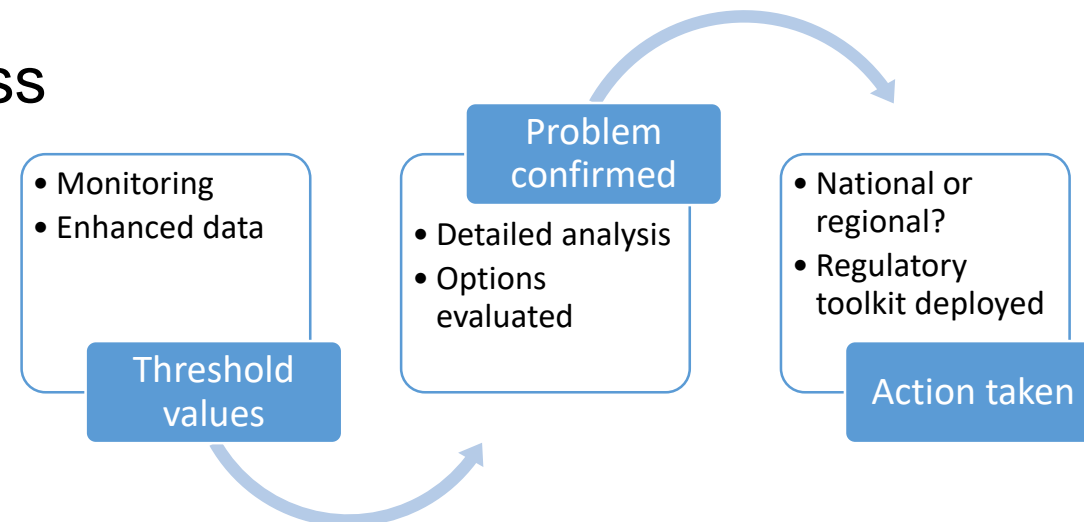 ss
• Monitoring
• Enhanced data
Threshold
values
Problem
confirmed
• Detailed analysis
• Options
evaluated
• National or
regional?
• Regulatory
toolkit deployed
Action taken